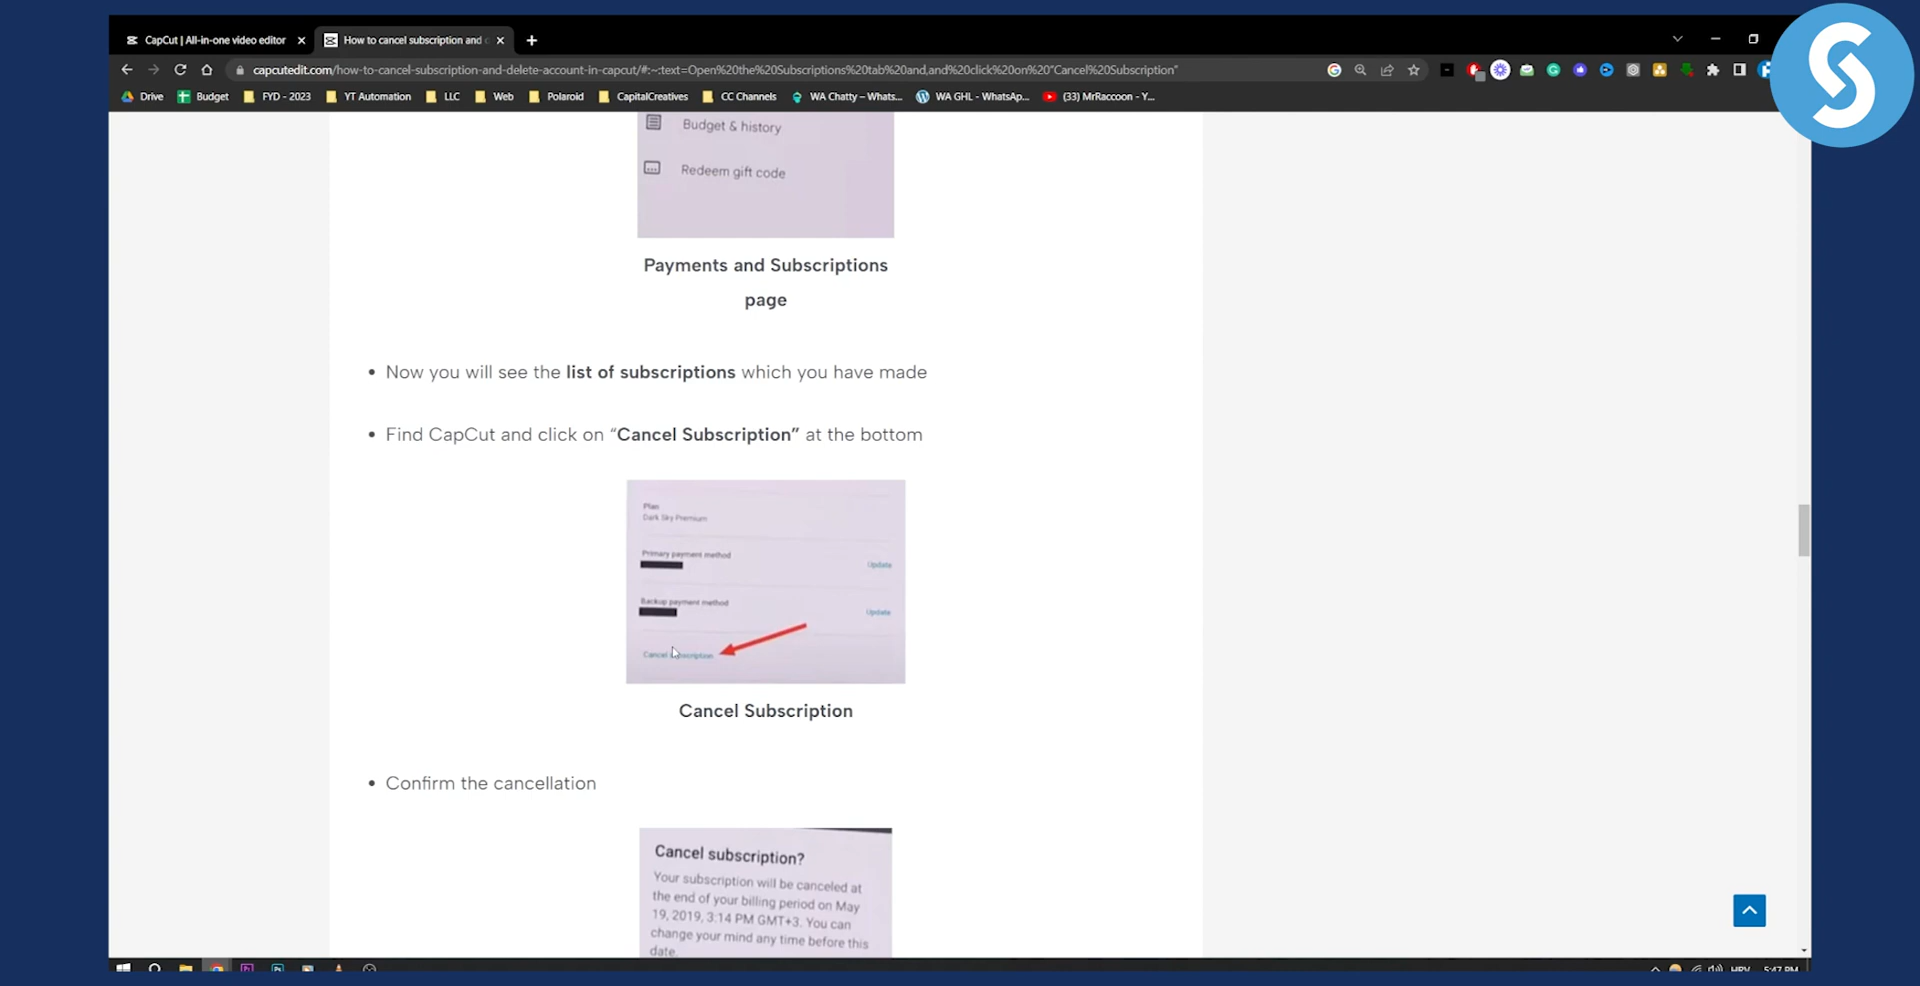 CapCut | All-in-one video editor
How to cancel subscription and
capcutedit.com/how-to-cancel-subscription-and-delete-account-in-capcut/#:~:text=Open%20the%20Subscriptions%20tab%20and,and%20click%20on%20"Cancel%20Subscription"
Drive Budget FYD - 2023 YT Automation LLC Web Polaroid CapitalCreatives CC Channels WA Chatty – Whats... WA GHL - WhatsAp... (33) MrRaccoon - Y...
Budget & history
Redeem gift code
Payments and Subscriptions
page
• Now you will see the list of subscriptions which you have made
• Find CapCut and click on “Cancel Subscription” at the bottom
Plan
Dark Sky Premium
Primary payment method
Update
Backup payment method
Update
Cancel subscription
Cancel Subscription
• Confirm the cancellation
Cancel subscription?
Your subscription will be canceled at
the end of your billing period on May
19, 2019, 3:14 PM GMT+3. You can
change your mind any time before this
date.
HRV 5:47 PM